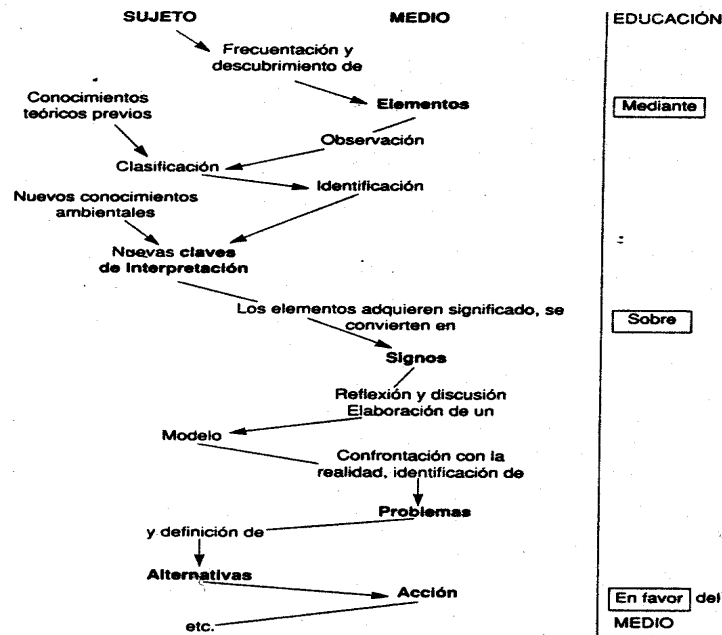 SUJETO MEDIO EDUCACIÓN
Frecuentación y
descubrimiento de
Conocimientos
teóricos previos
Elementos
Mediante
Observación
Clasificación
Identificación
Nuevos conocimientos
ambientales
Nuevas claves
de interpretación
Los elementos adquieren significado, se
convierten en
Sobre
Signos
Reflexión y discusión
Elaboración de un
Modelo
Confrontación con la
realidad, identificación de
Problemas
y definición de
Alternativas
Acción
En favor del
MEDIO
etc.